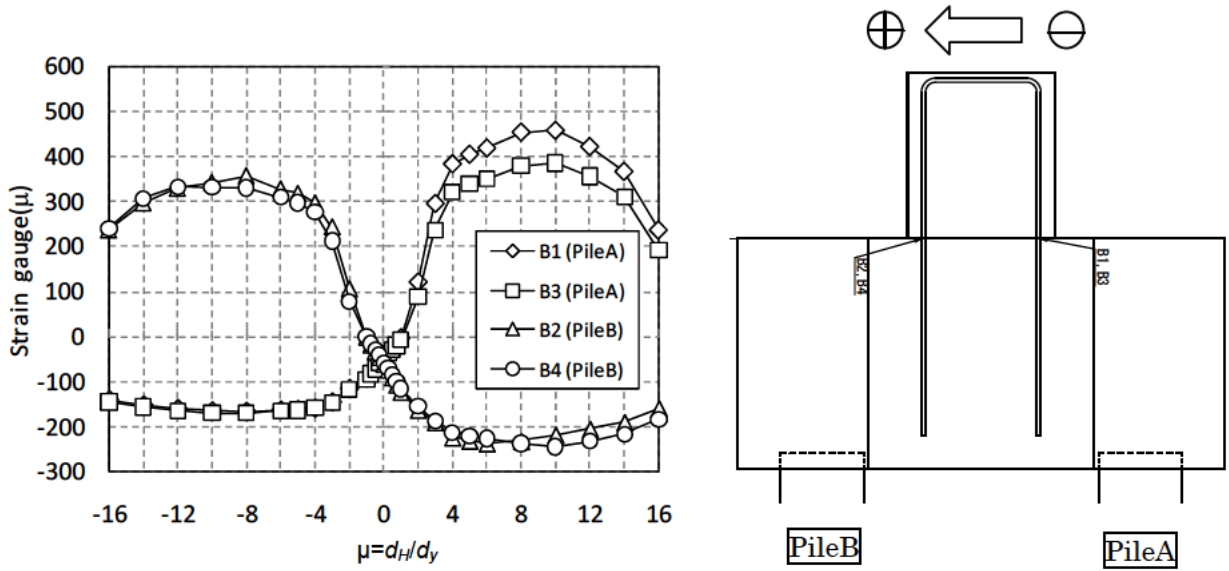 600
500
400
300
200
100
0
-100
-200
-300
Strain gauge(μ)
-16 -12 -8 -4 0 4 8 12 16
μ=dH/dy
B1 (PileA)
B3 (PileA)
B2 (PileB)
B4 (PileB)
B2, B4
B1, B3
PileB
PileA